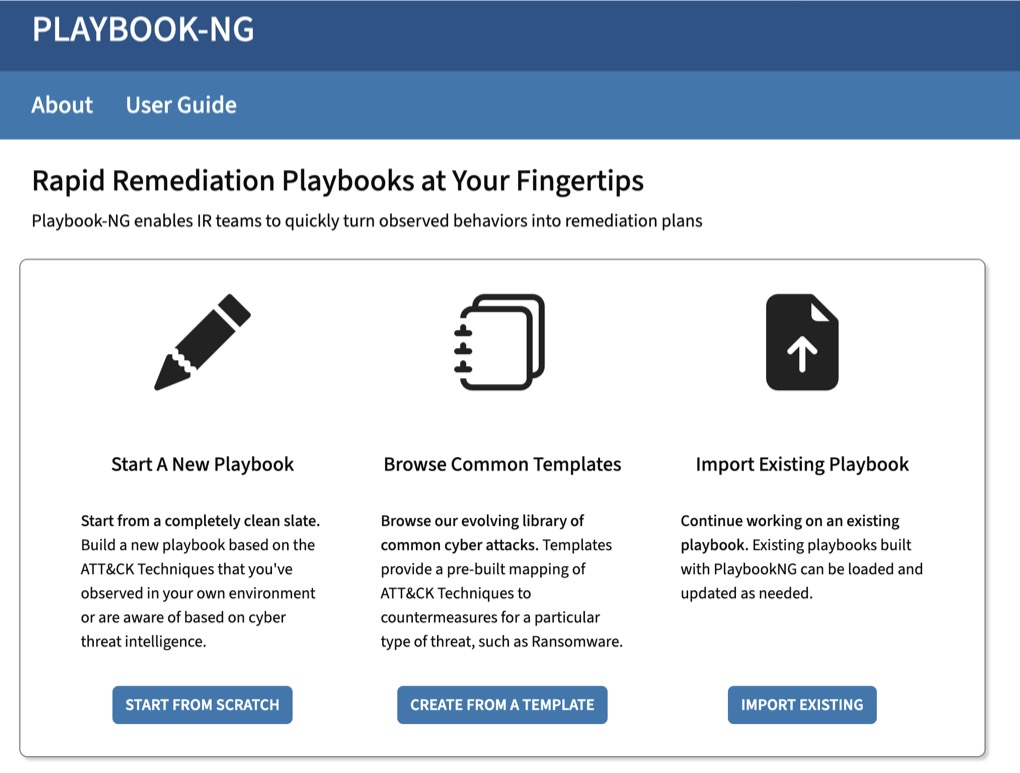 PLAYBOOK-NG
About User Guide
Rapid Remediation Playbooks at Your Fingertips
Playbook-NG enables IR teams to quickly turn observed behaviors into remediation plans
Start A New Playbook
Start from a completely clean slate.
Build a new playbook based on the
ATT&CK Techniques that you've
observed in your own environment
or are aware of based on cyber
threat intelligence.
START FROM SCRATCH
Browse Common Templates
Browse our evolving library of
common cyber attacks. Templates
provide a pre-built mapping of
ATT&CK Techniques to
countermeasures for a particular
type of threat, such as Ransomware.
CREATE FROM A TEMPLATE
Import Existing Playbook
Continue working on an existing
playbook. Existing playbooks built
with PlaybookNG can be loaded and
updated as needed.
IMPORT EXISTING